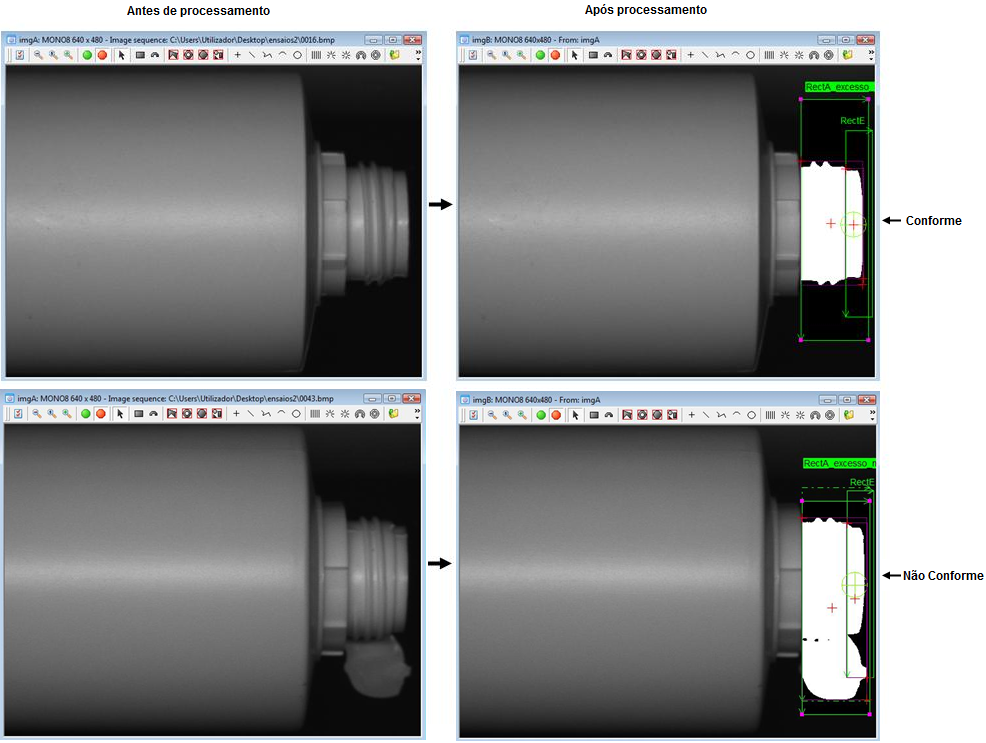 Antes de processamento
Após processamento
imgA: MONO8 640 x 480 - Image sequence: C:\Users\Utilizador\Desktop\ensaios2\0016.bmp
imgB: MONO8 640x480 - From: imgA
RectA_excesso_
RectE
Conforme
imgA: MONO8 640 x 480 - Image sequence: C:\Users\Utilizador\Desktop\ensaios2\0043.bmp
imgB: MONO8 640x480 - From: imgA
RectA_excesso_
RectE
Não Conforme